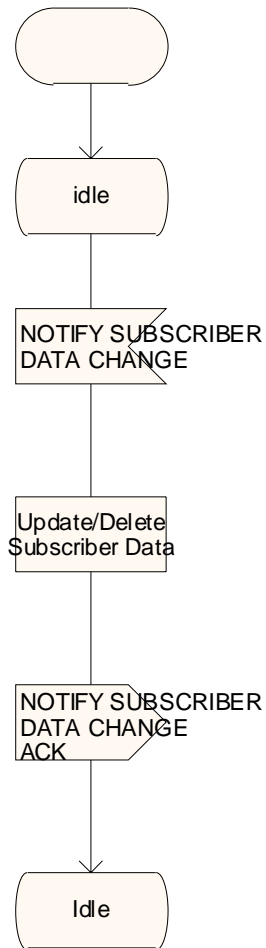 idle
NOTIFY SUBSCRIBER
DATA CHANGE
Update/Delete
Subscriber Data
NOTIFY SUBSCRIBER
DATA CHANGE
ACK
Idle